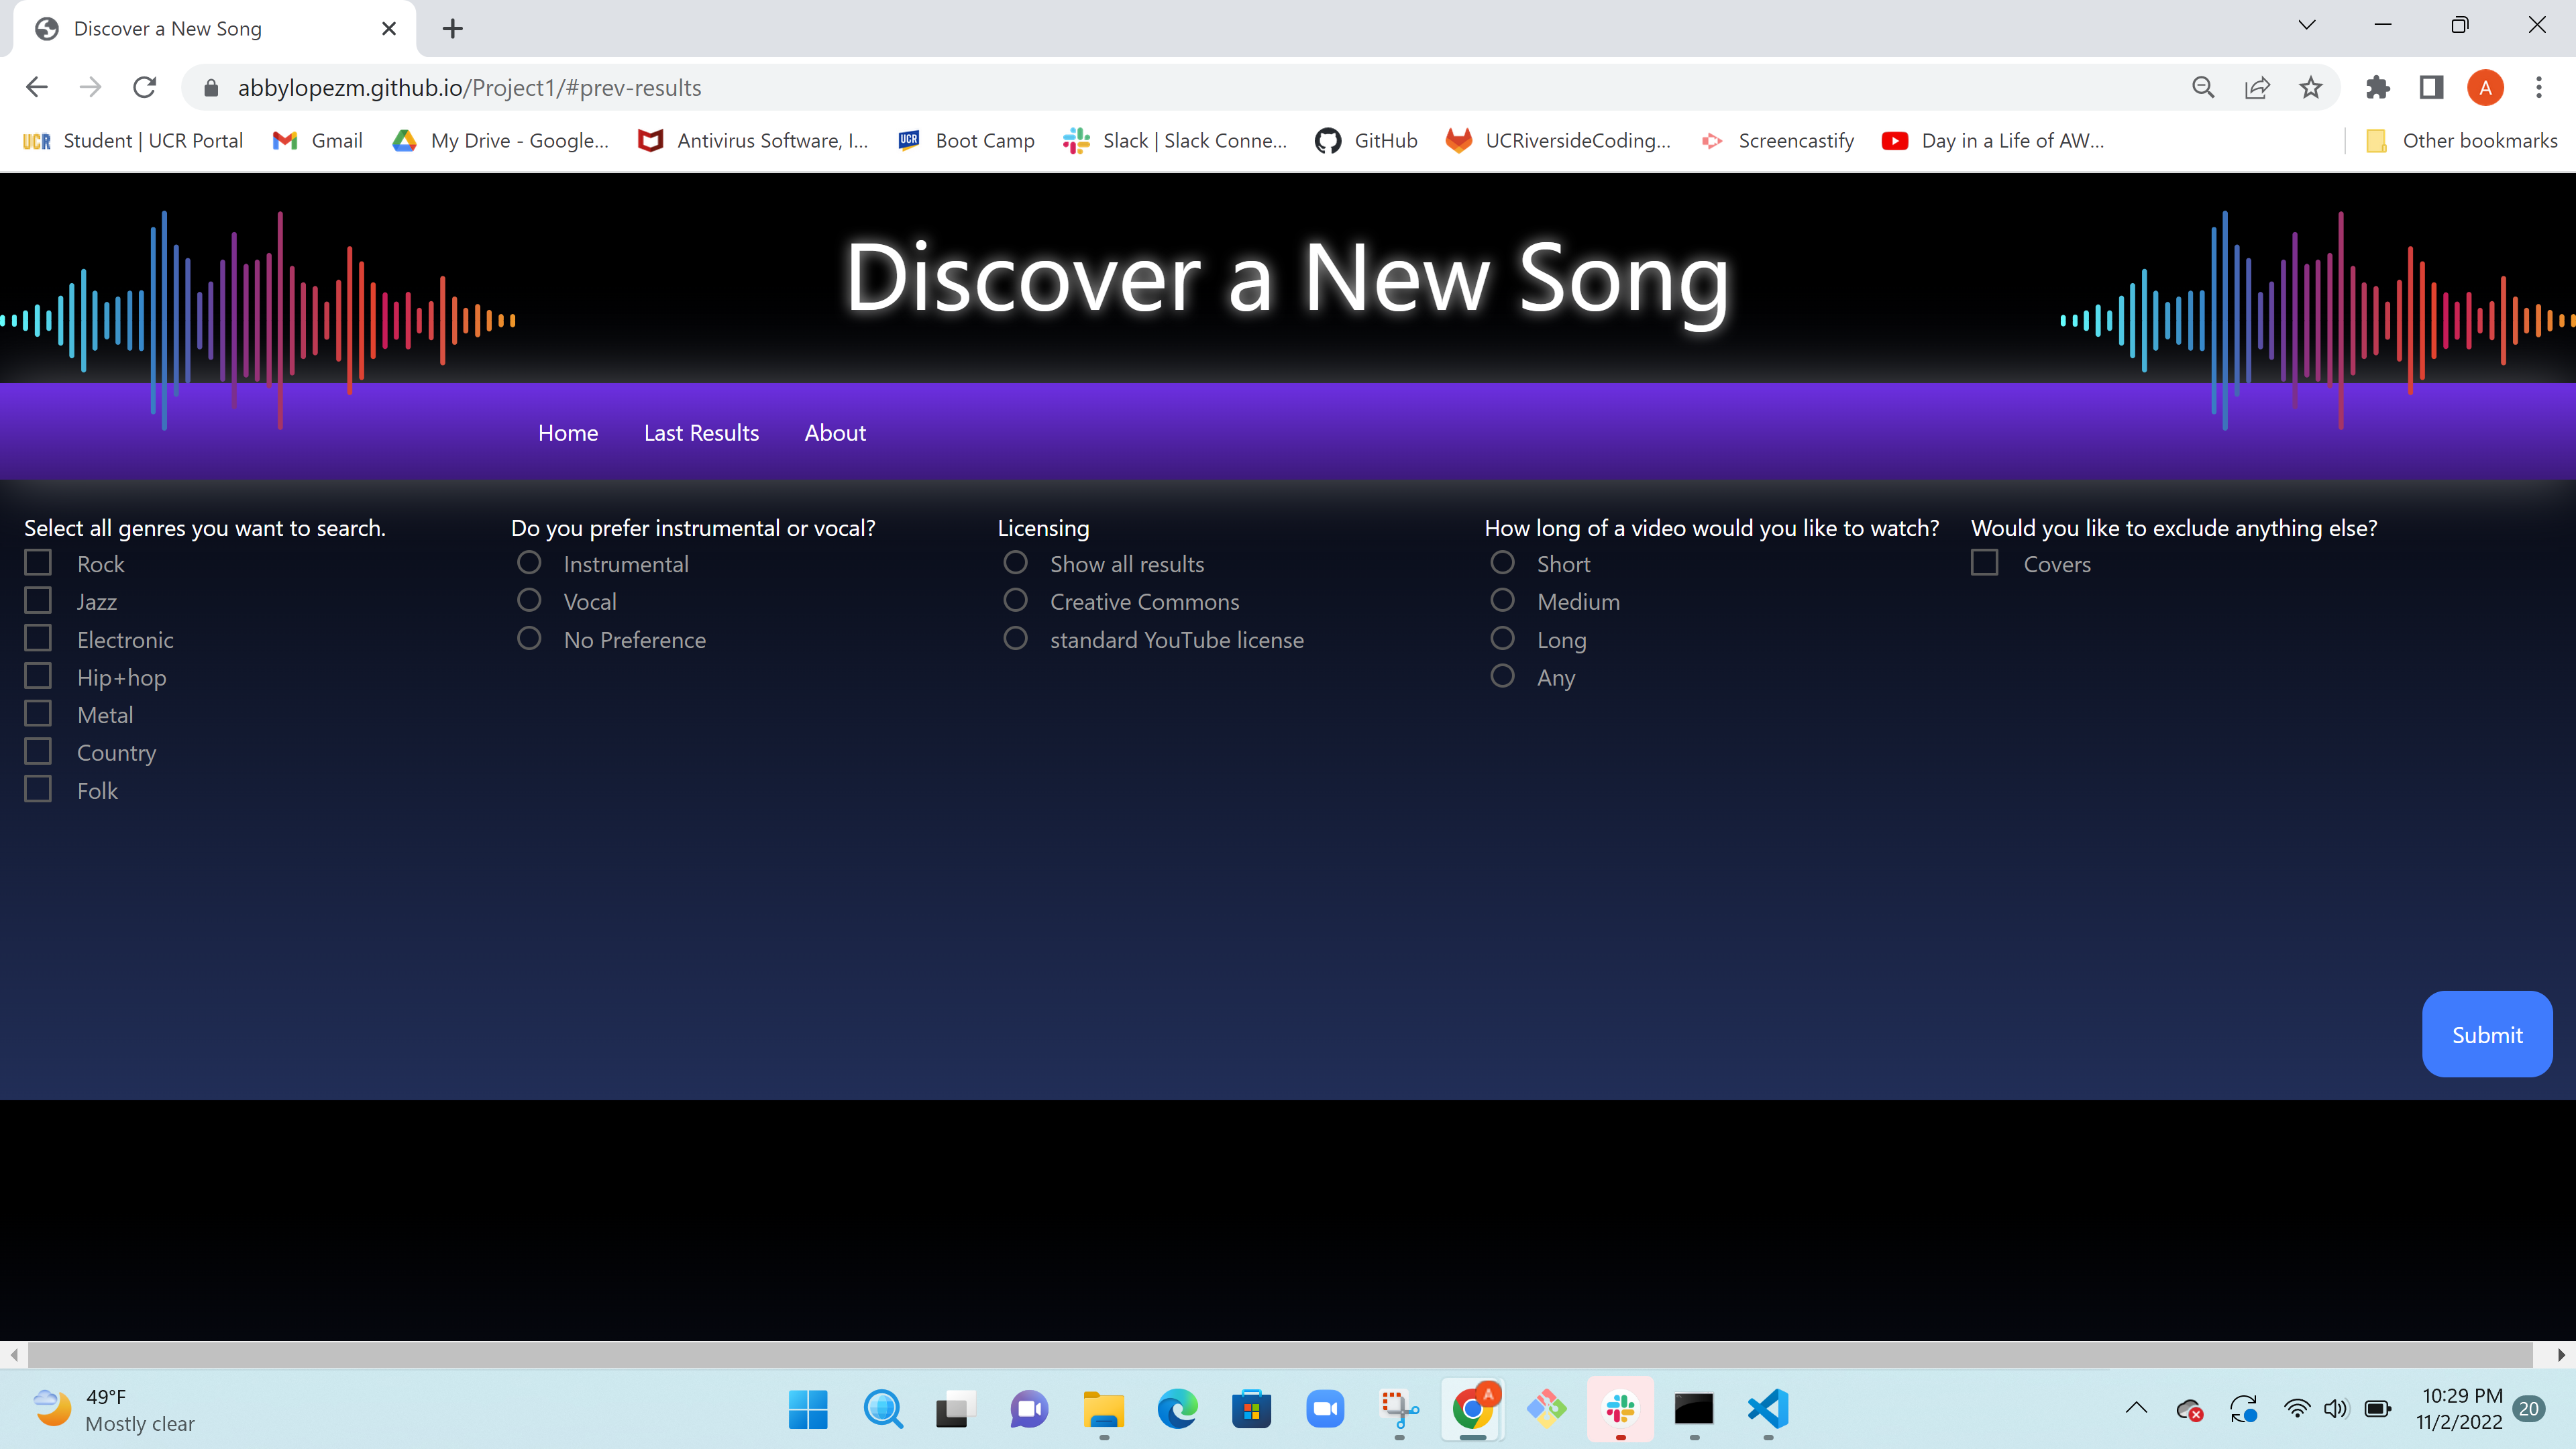 Discover a New Song
abbylopezm.github.io/Project1/#prev-results
A
UCR Student | UCR Portal Gmail My Drive - Google... Antivirus Software, I... UCR Boot Camp Slack | Slack Conne... GitHub UCRiversideCoding... Screencastify Day in a Life of AW... Other bookmarks
Discover a New Song
Home Last Results About
Select all genres you want to search.
Rock
Jazz
Electronic
Hip+hop
Metal
Country
Folk
Do you prefer instrumental or vocal?
Instrumental
Vocal
No Preference
Licensing
Show all results
Creative Commons
standard YouTube license
How long of a video would you like to watch?
Short
Medium
Long
Any
Would you like to exclude anything else?
Covers
Submit
49°F
Mostly clear
A
10:29 PM
11/2/2022
20